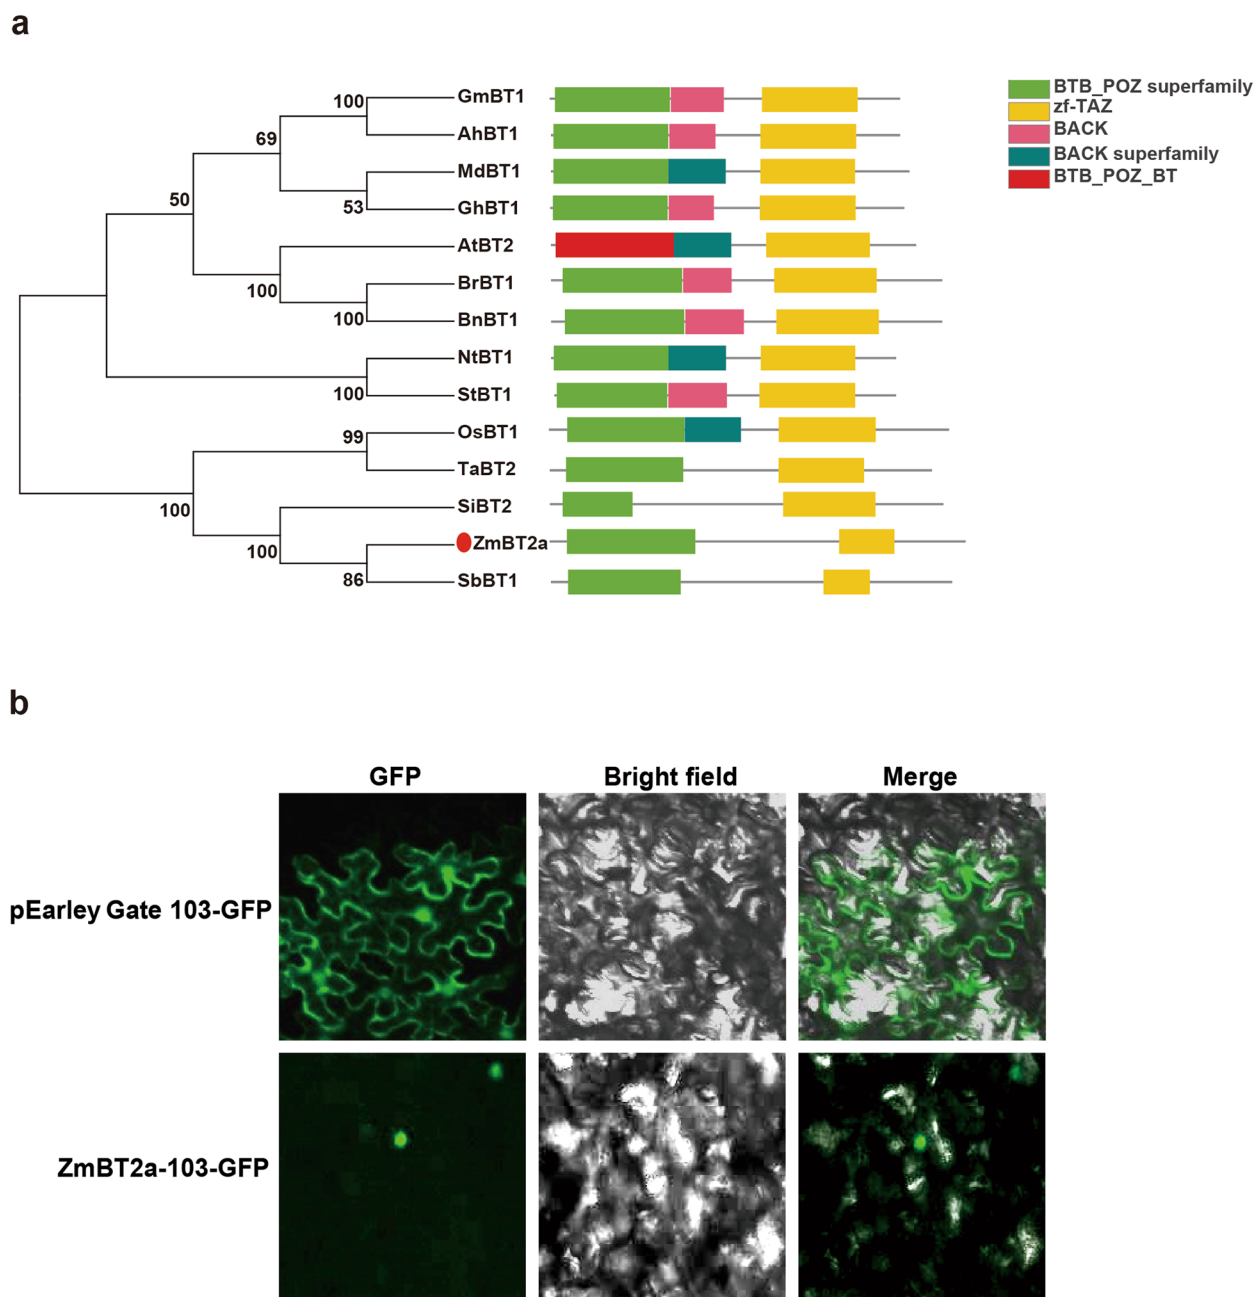 a
100
GmBT1
BTB_POZ superfamily
zf-TAZ
69
AhBT1
BACK
MdBT1
BACK superfamily
BTB_POZ_BT
50
53
GhBT1
AtBT2
100
BrBT1
100
BnBT1
NtBT1
100
StBT1
99
OsBT1
TaBT2
100
SiBT2
100
ZmBT2a
86
SbBT1
b
GFP
Bright field
Merge
pEarley Gate 103-GFP
ZmBT2a-103-GFP